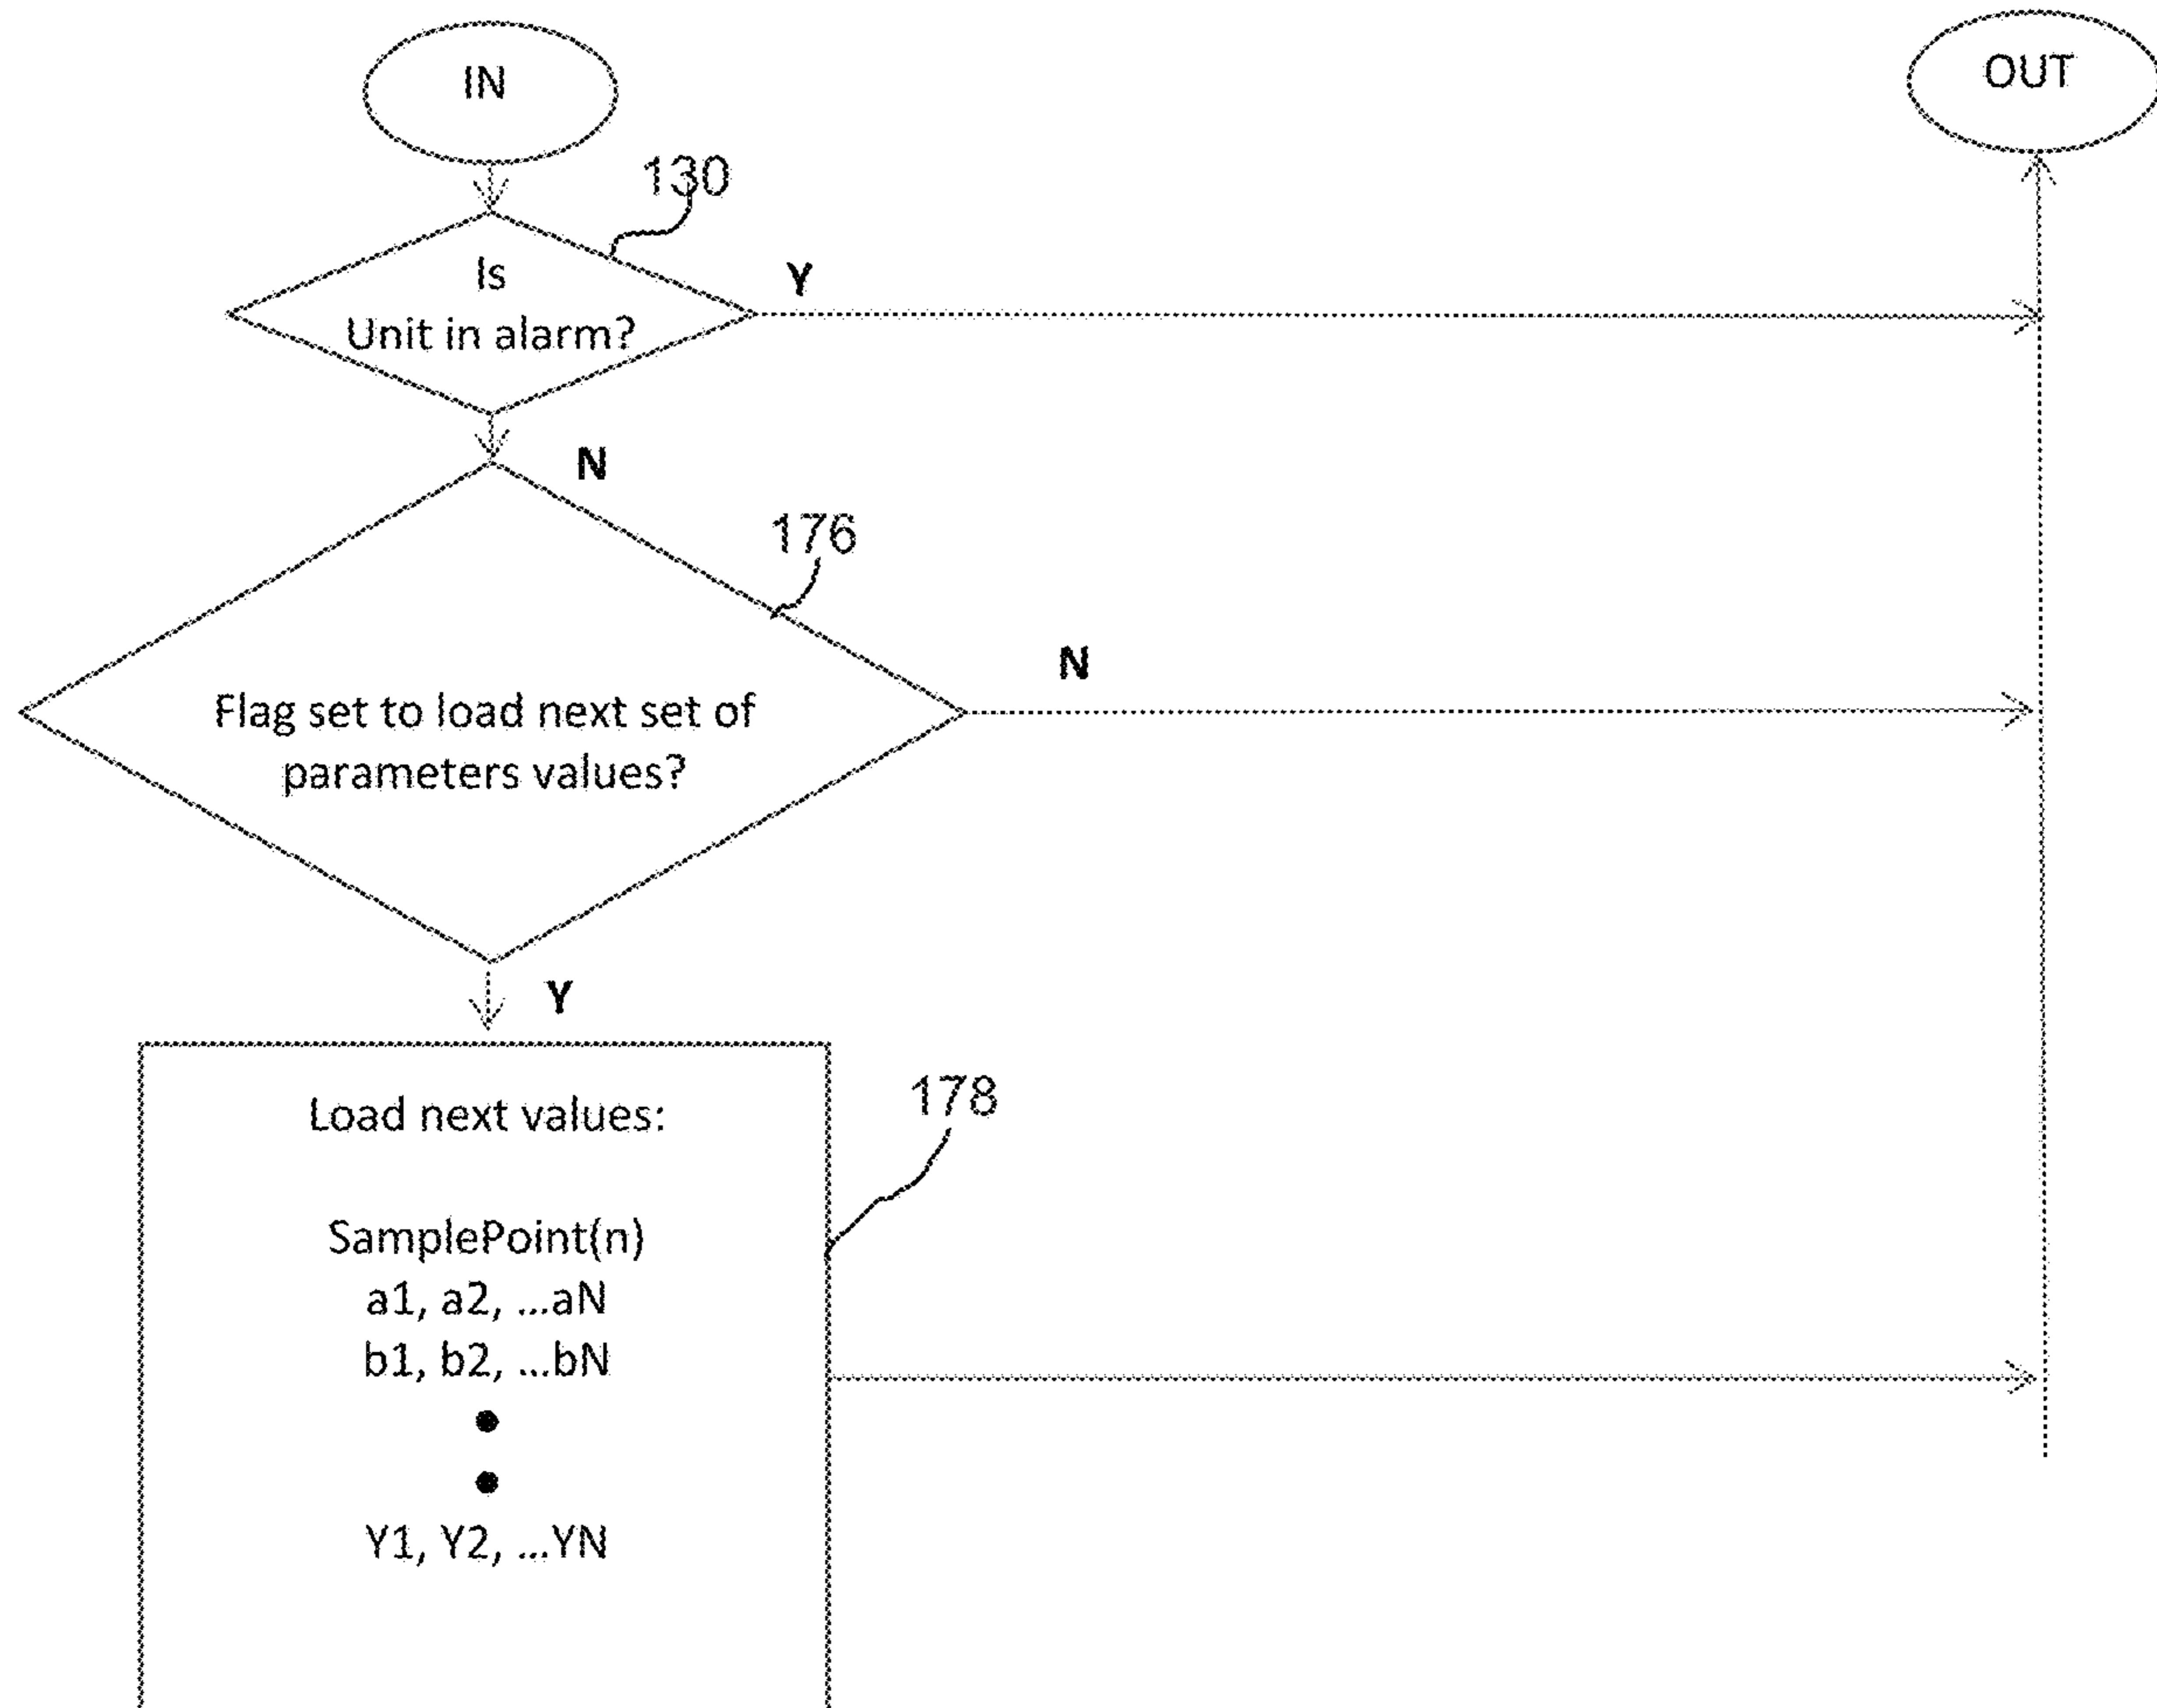 IN
OUT
130
Is
Unit in alarm?
Y
N
176
Flag set to load next set of
parameters values?
N
Y
178
Load next values:
SamplePoint(n)
a1, a2, ...aN
b1, b2, ...bN
Y1, Y2, ...YN